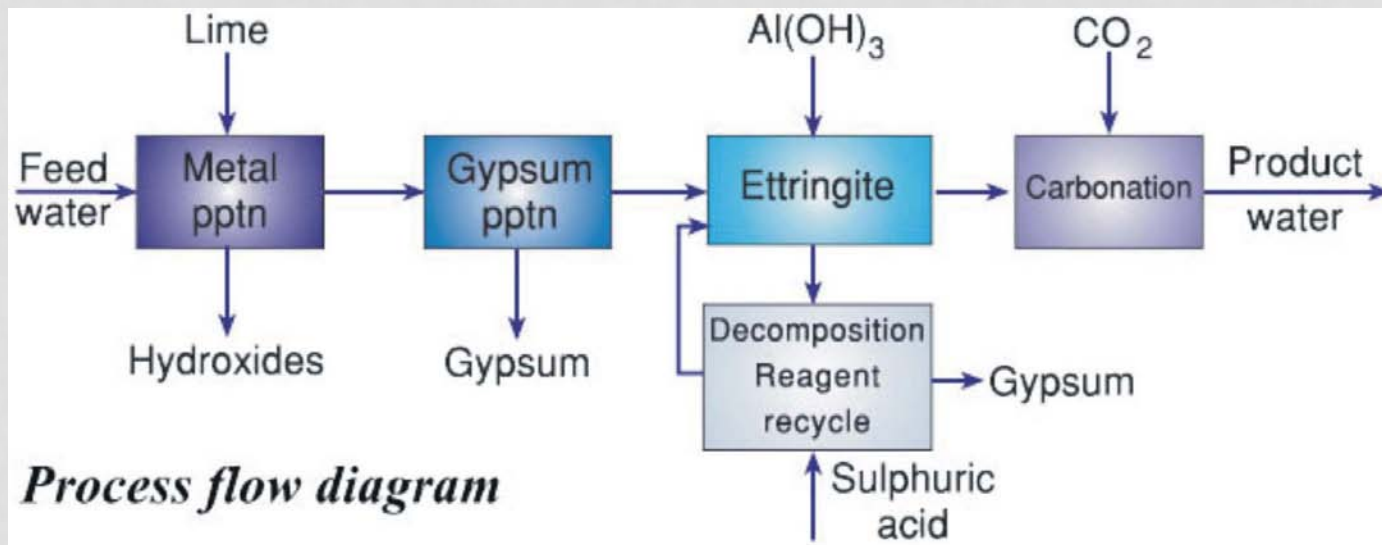 Lime
Al(OH)3
CO2
Feed
water
Metal
pptn
Gypsum
pptn
Ettringite
Carbonation
Product
water
Hydroxides
Gypsum
Decomposition
Reagent
recycle
Gypsum
Sulphuric
acid
Process flow diagram